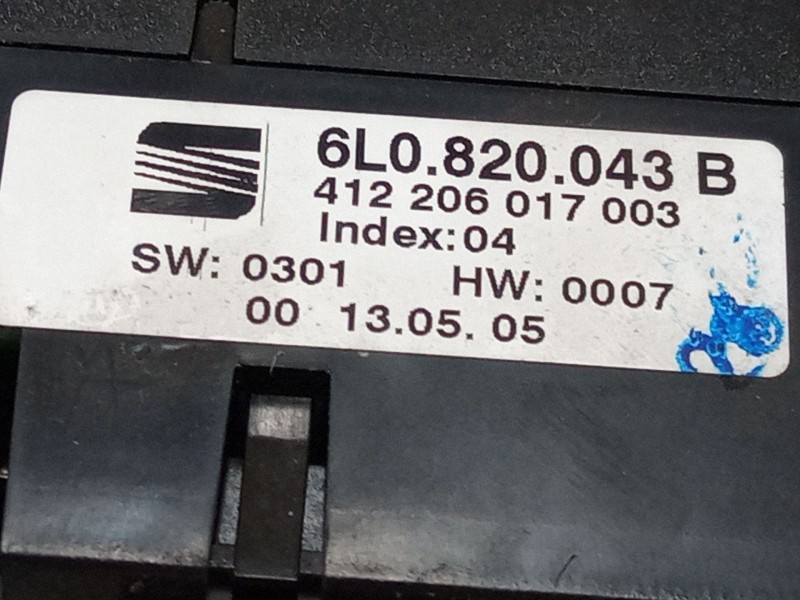 6L0.820.043 B
412 206 017 003
Index:04
SW: 0301 HW: 0007
00 13.05. 05